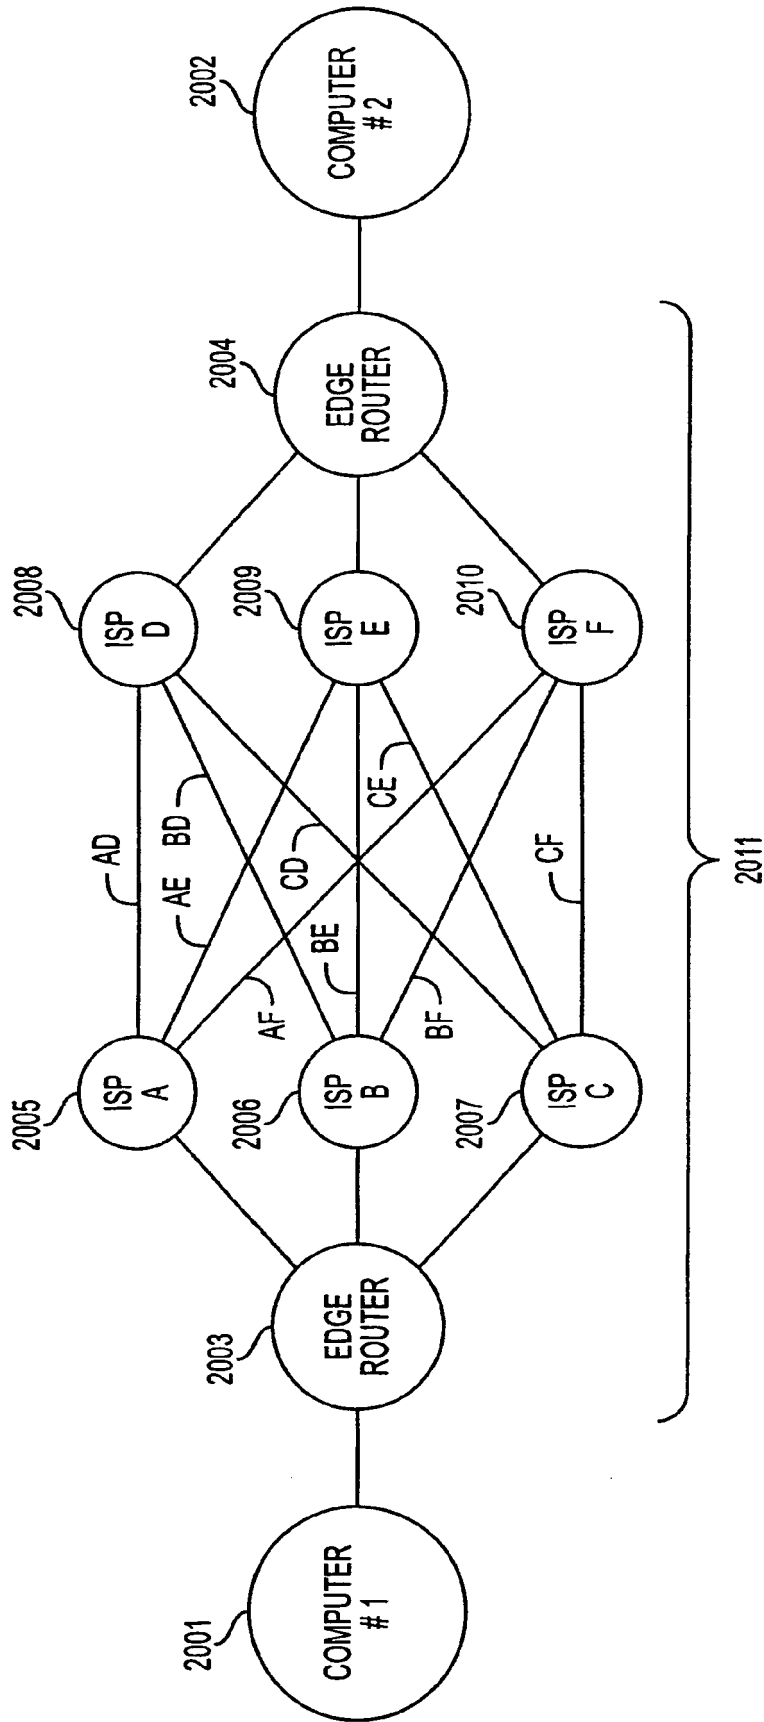 2001
COMPUTER
#1
2003
EDGE
ROUTER
2005
ISP
A
2006
ISP
B
2007
ISP
C
AD
AE
BD
AF
CD
BE
CE
BF
CF
2008
ISP
D
2009
ISP
E
2010
ISP
F
2004
EDGE
ROUTER
2002
COMPUTER
#2
2011